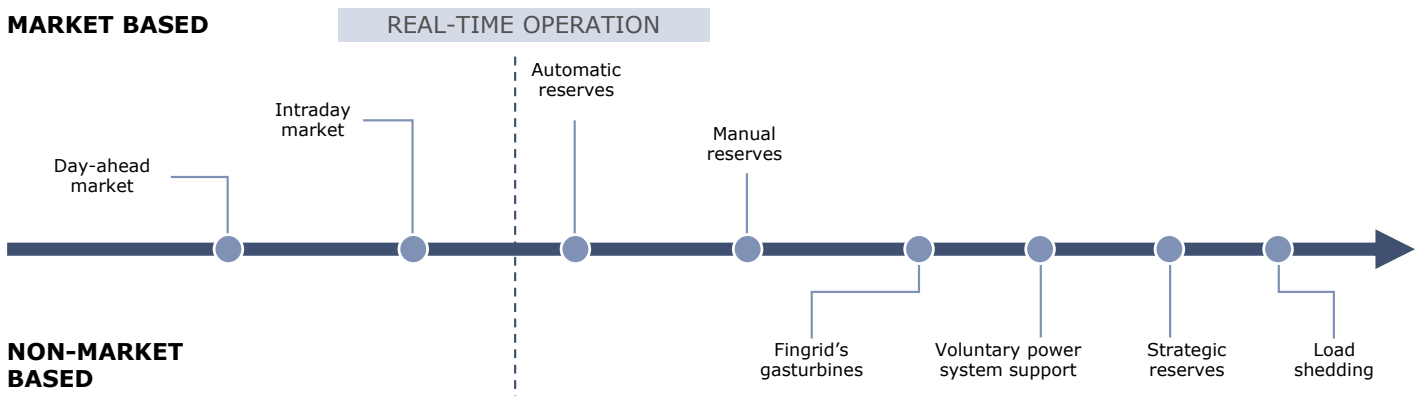 MARKET BASED
REAL-TIME OPERATION
Automatic
reserves
Intraday
market
Manual
reserves
Day-ahead
market
NON-MARKET
BASED
Fingrid's
gasturbines
Voluntary power
system support
Strategic
reserves
Load
shedding